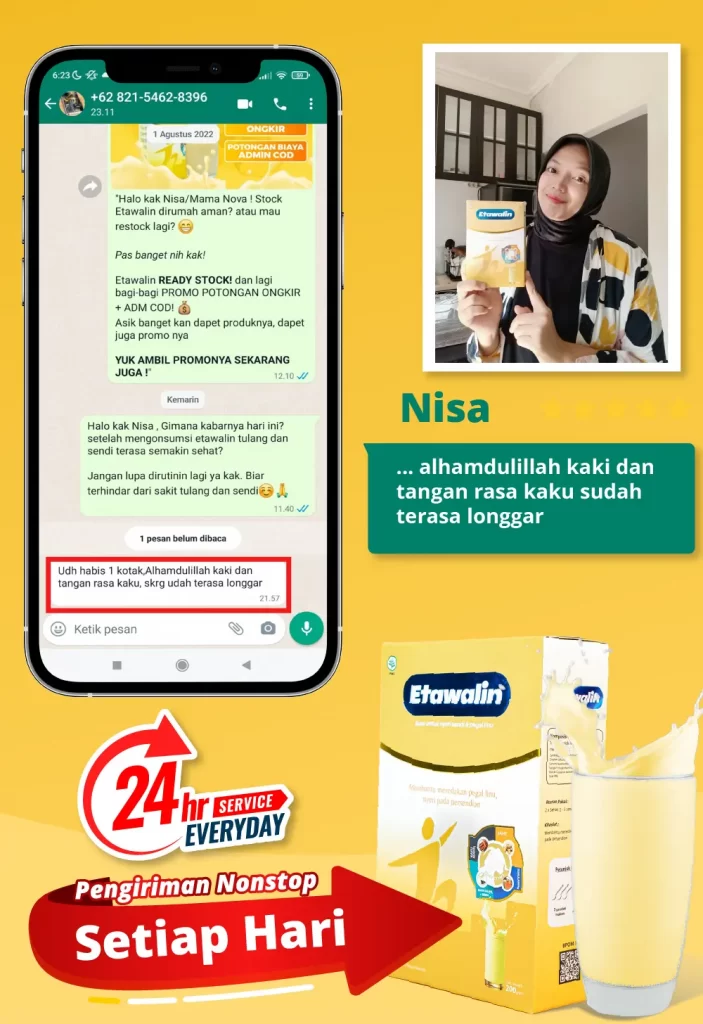 6:23
+62 821-5462-8396
23.11
ONGKIR
1 Agustus 2022
POTONGAN BIAYA
ADMIN COD
"Halo kak Nisa/Mama Nova ! Stock
Etawalin dirumah aman? atau mau
restock lagi? 😁
Pas banget nih kak!
Etawalin READY STOCK! dan lagi
bagi-bagi PROMO POTONGAN ONGKIR
+ ADM COD! 💰
Asik banget kan dapet produknya, dapet
juga promo nya
YUK AMBIL PROMONYA SEKARANG
JUGA !"
12.10
Kemarin
Halo kak Nisa , Gimana kabarnya hari ini?
setelah mengonsumsi etawalin tulang dan
sendi terasa semakin sehat?
Jangan lupa dirutinin lagi ya kak. Biar
terhindar dari sakit tulang dan sendi☺️🙏
11.40
1 pesan belum dibaca
Udh habis 1 kotak,Alhamdulillah kaki dan
tangan rasa kaku, skrg udah terasa longgar
21.57
Ketik pesan
Etawalin
Nisa
... alhamdulillah kaki dan
tangan rasa kaku sudah
terasa longgar
Etawalin
Membantu meredakan pegal linu,
nyeri pada persendian
24hr SERVICE
EVERYDAY
Pengiriman Nonstop
Setiap Hari